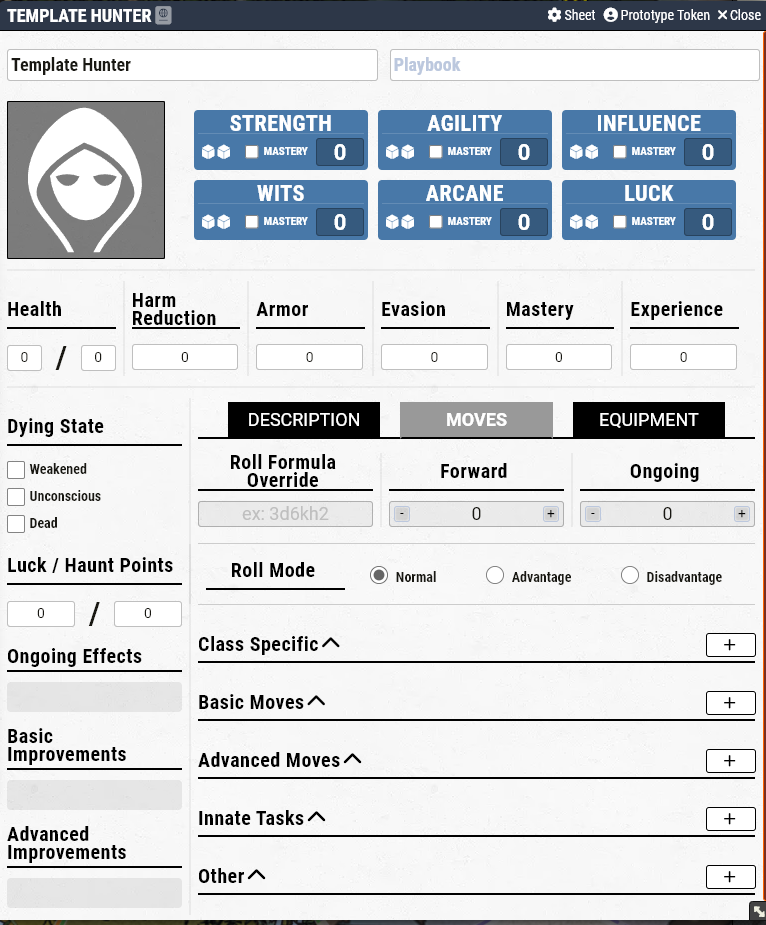 TEMPLATE HUNTER Sheet Prototype Token Close
Template Hunter Playbook
STRENGTH AGILITY INFLUENCE
MASTERY 0 MASTERY 0 MASTERY 0
WITS ARCANE LUCK
MASTERY 0 MASTERY 0 MASTERY 0
Health Harm Reduction Armor Evasion Mastery Experience
0 / 0 0 0 0 0 0
Dying State
Weakened
Unconscious
Dead
Luck / Haunt Points
0 / 0
Ongoing Effects
Basic
Improvements
Advanced
Improvements
DESCRIPTION MOVES EQUIPMENT
Roll Formula Override Forward Ongoing
ex: 3d6kh2 - 0 + - 0 +
Roll Mode Normal Advantage Disadvantage
Class Specific +
Basic Moves +
Advanced Moves +
Innate Tasks +
Other +